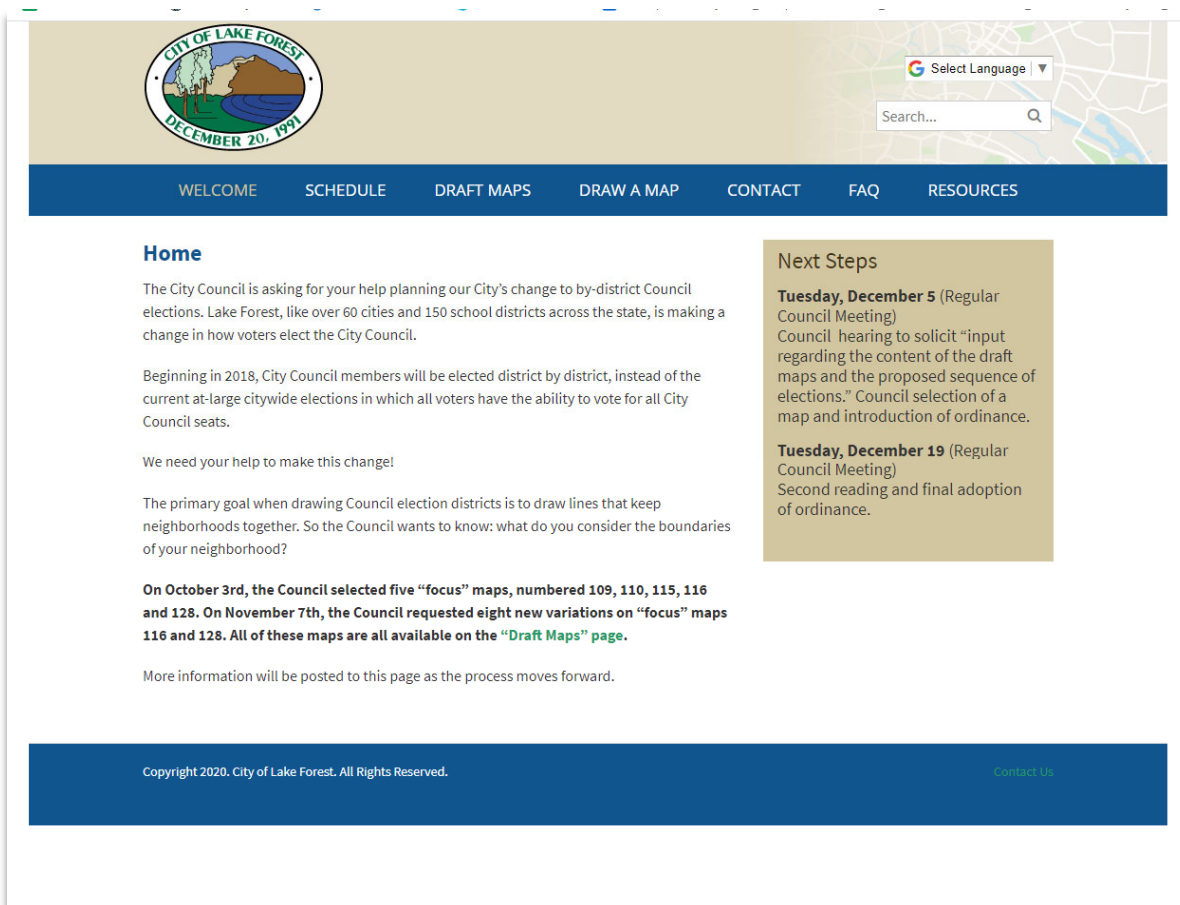 CITY OF LAKE FOREST
DECEMBER 20, 1991
Select Language ▼
Search...
WELCOME SCHEDULE DRAFT MAPS DRAW A MAP CONTACT FAQ RESOURCES
Home
The City Council is asking for your help planning our City’s change to by-district Council
elections. Lake Forest, like over 60 cities and 150 school districts across the state, is making a
change in how voters elect the City Council.
Beginning in 2018, City Council members will be elected district by district, instead of the
current at-large citywide elections in which all voters have the ability to vote for all City
Council seats.
We need your help to make this change!
The primary goal when drawing Council election districts is to draw lines that keep
neighborhoods together. So the Council wants to know: what do you consider the boundaries
of your neighborhood?
On October 3rd, the Council selected five “focus” maps, numbered 109, 110, 115, 116
and 128. On November 7th, the Council requested eight new variations on “focus” maps
116 and 128. All of these maps are all available on the “Draft Maps” page.
More information will be posted to this page as the process moves forward.
Next Steps
Tuesday, December 5 (Regular
Council Meeting)
Council hearing to solicit “input
regarding the content of the draft
maps and the proposed sequence of
elections.” Council selection of a
map and introduction of ordinance.
Tuesday, December 19 (Regular
Council Meeting)
Second reading and final adoption
of ordinance.
Copyright 2020. City of Lake Forest. All Rights Reserved.
Contact Us